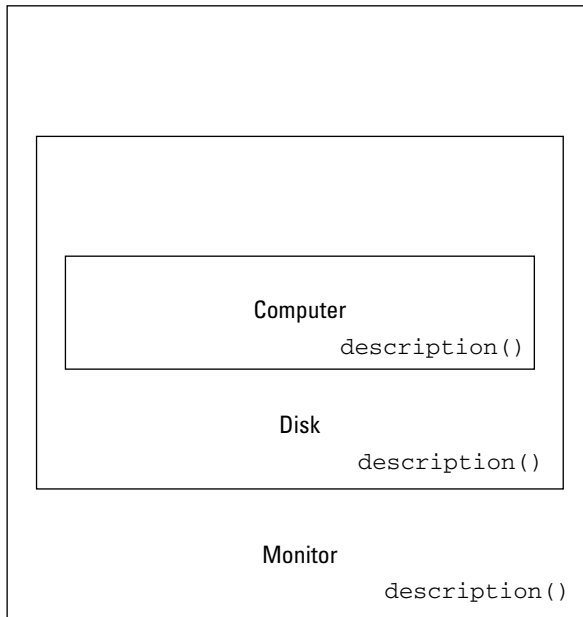 Computer
description()
Disk
description()
Monitor
description()